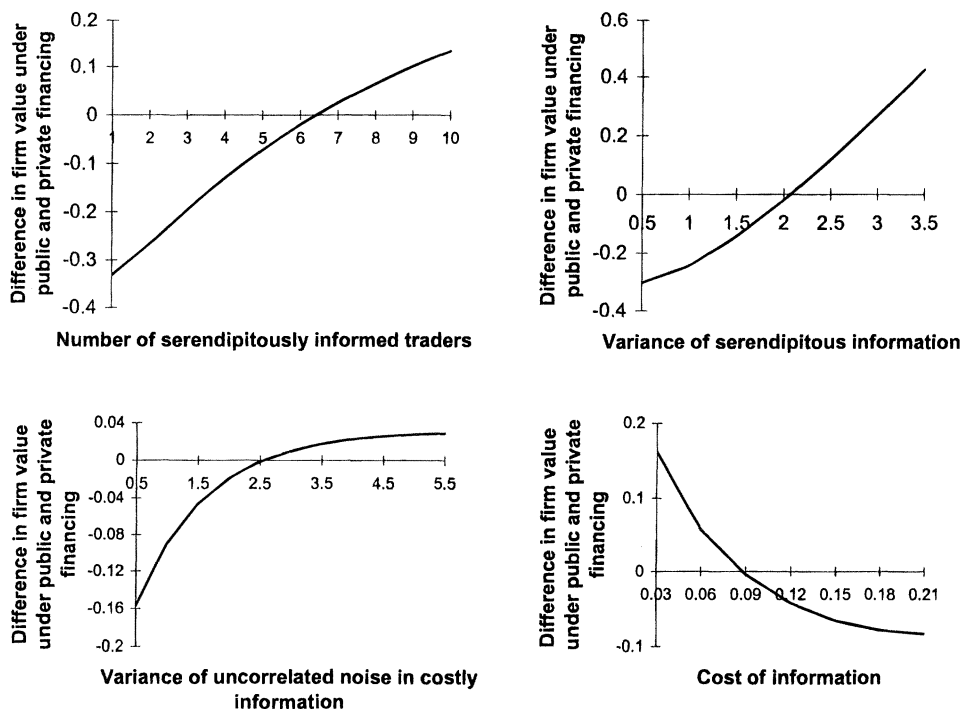 Difference in firm value under
public and private financing
0.2
0.1
0
-0.1
-0.2
-0.3
-0.4
1 2 3 4 5 6 7 8 9 10
Number of serendipitously informed traders
Difference in firm value under
public and private financing
0.6
0.4
0.2
0
-0.2
-0.4
0.5 1 1.5 2 2.5 3 3.5
Variance of serendipitous information
Difference in firm value
under public and private
financing
0.04
0
-0.04
-0.08
-0.12
-0.16
-0.2
0.5 1.5 2.5 3.5 4.5 5.5
Variance of uncorrelated noise in costly
information
Difference in firm value
under public and private
financing
0.2
0.1
0
-0.1
0.03 0.06 0.09 0.12 0.15 0.18 0.21
Cost of information